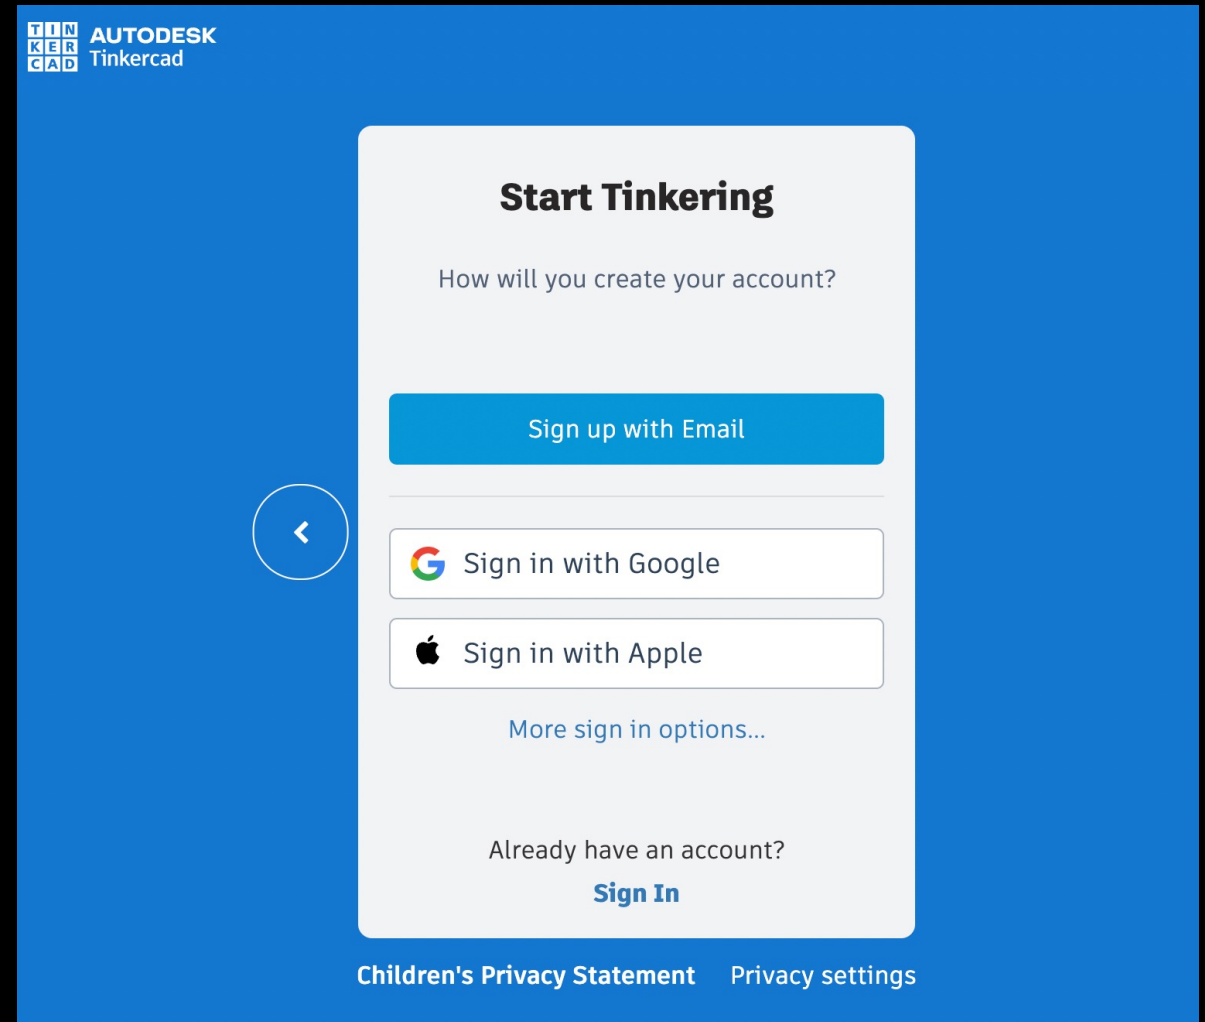 TIN
KER
CAD
AUTODESK
Tinkercad
Start Tinkering
How will you create your account?
Sign up with Email
Sign in with Google
Sign in with Apple
More sign in options...
Already have an account?
Sign In
Children's Privacy Statement
Privacy settings